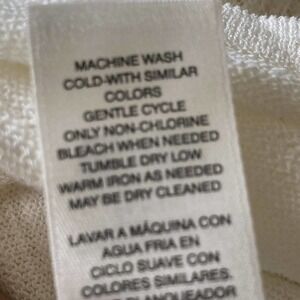 MACHINE WASH
COLD-WITH SIMILAR
COLORS
GENTLE CYCLE
ONLY NON-CHLORINE
BLEACH WHEN NEEDED
TUMBLE DRY LOW
WARM IRON AS NEEDED
MAY BE DRY CLEANED
LAVAR A MÁQUINA CON
AGUA FRIA EN
CICLO SUAVE CON
COLORES SIMILARES.
BLANQUEADOR